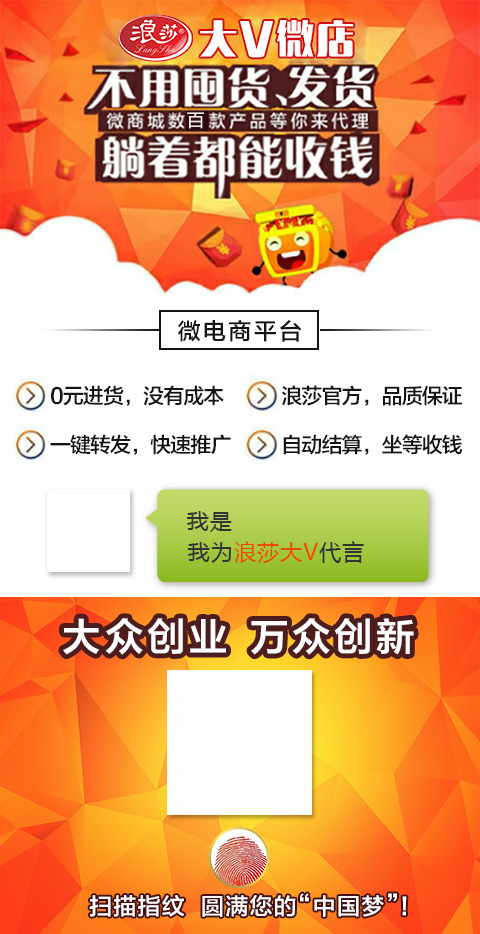 浪莎
LangSha
大V微店
不用囤货、发货
微商城数百款产品等你来代理
躺着都能收钱
微电商平台
0元进货，没有成本
浪莎官方，品质保证
一键转发，快速推广
自动结算，坐等收钱
我是
我为浪莎大V代言
大众创业 万众创新
扫描指纹 圆满您的“中国梦”！